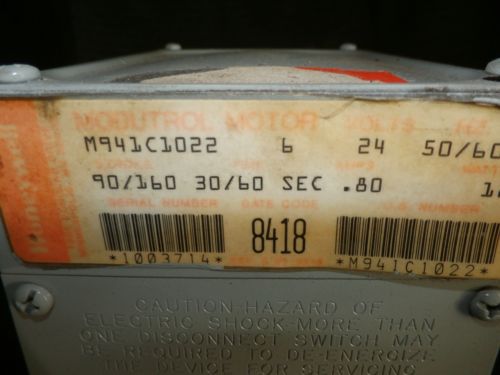 Honeywell
MODUTROL MOTOR VOLTS
M941C1022 6 24 50/60
90/160 30/60 SEC .80
SERIAL NUMBER DATE CODE NUMBER
8418
*1003714* *M941C1022*
CAUTION-HAZARD OF
ELECTRIC SHOCK-MORE THAN
ONE DISCONNECT SWITCH MAY
BE REQUIRED TO DE-ENERGIZE
THE DEVICE FOR SERVICING